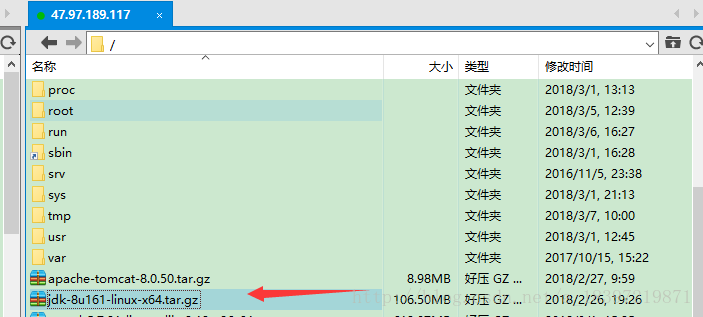 47.97.189.117 ×
/
名称 大小 类型 修改时间
proc 文件夹 2018/3/1, 13:13
root 文件夹 2018/3/5, 12:39
run 文件夹 2018/3/6, 16:27
sbin 文件夹 2018/3/1, 16:28
srv 文件夹 2016/11/5, 23:38
sys 文件夹 2018/3/1, 21:13
tmp 文件夹 2018/3/7, 10:00
usr 文件夹 2018/3/1, 12:45
var 文件夹 2017/10/15, 15:22
apache-tomcat-8.0.50.tar.gz 8.98MB 好压 GZ ... 2018/2/27, 9:59
jdk-8u161-linux-x64.tar.gz 106.50MB 好压 GZ ... 2018/2/26, 19:26